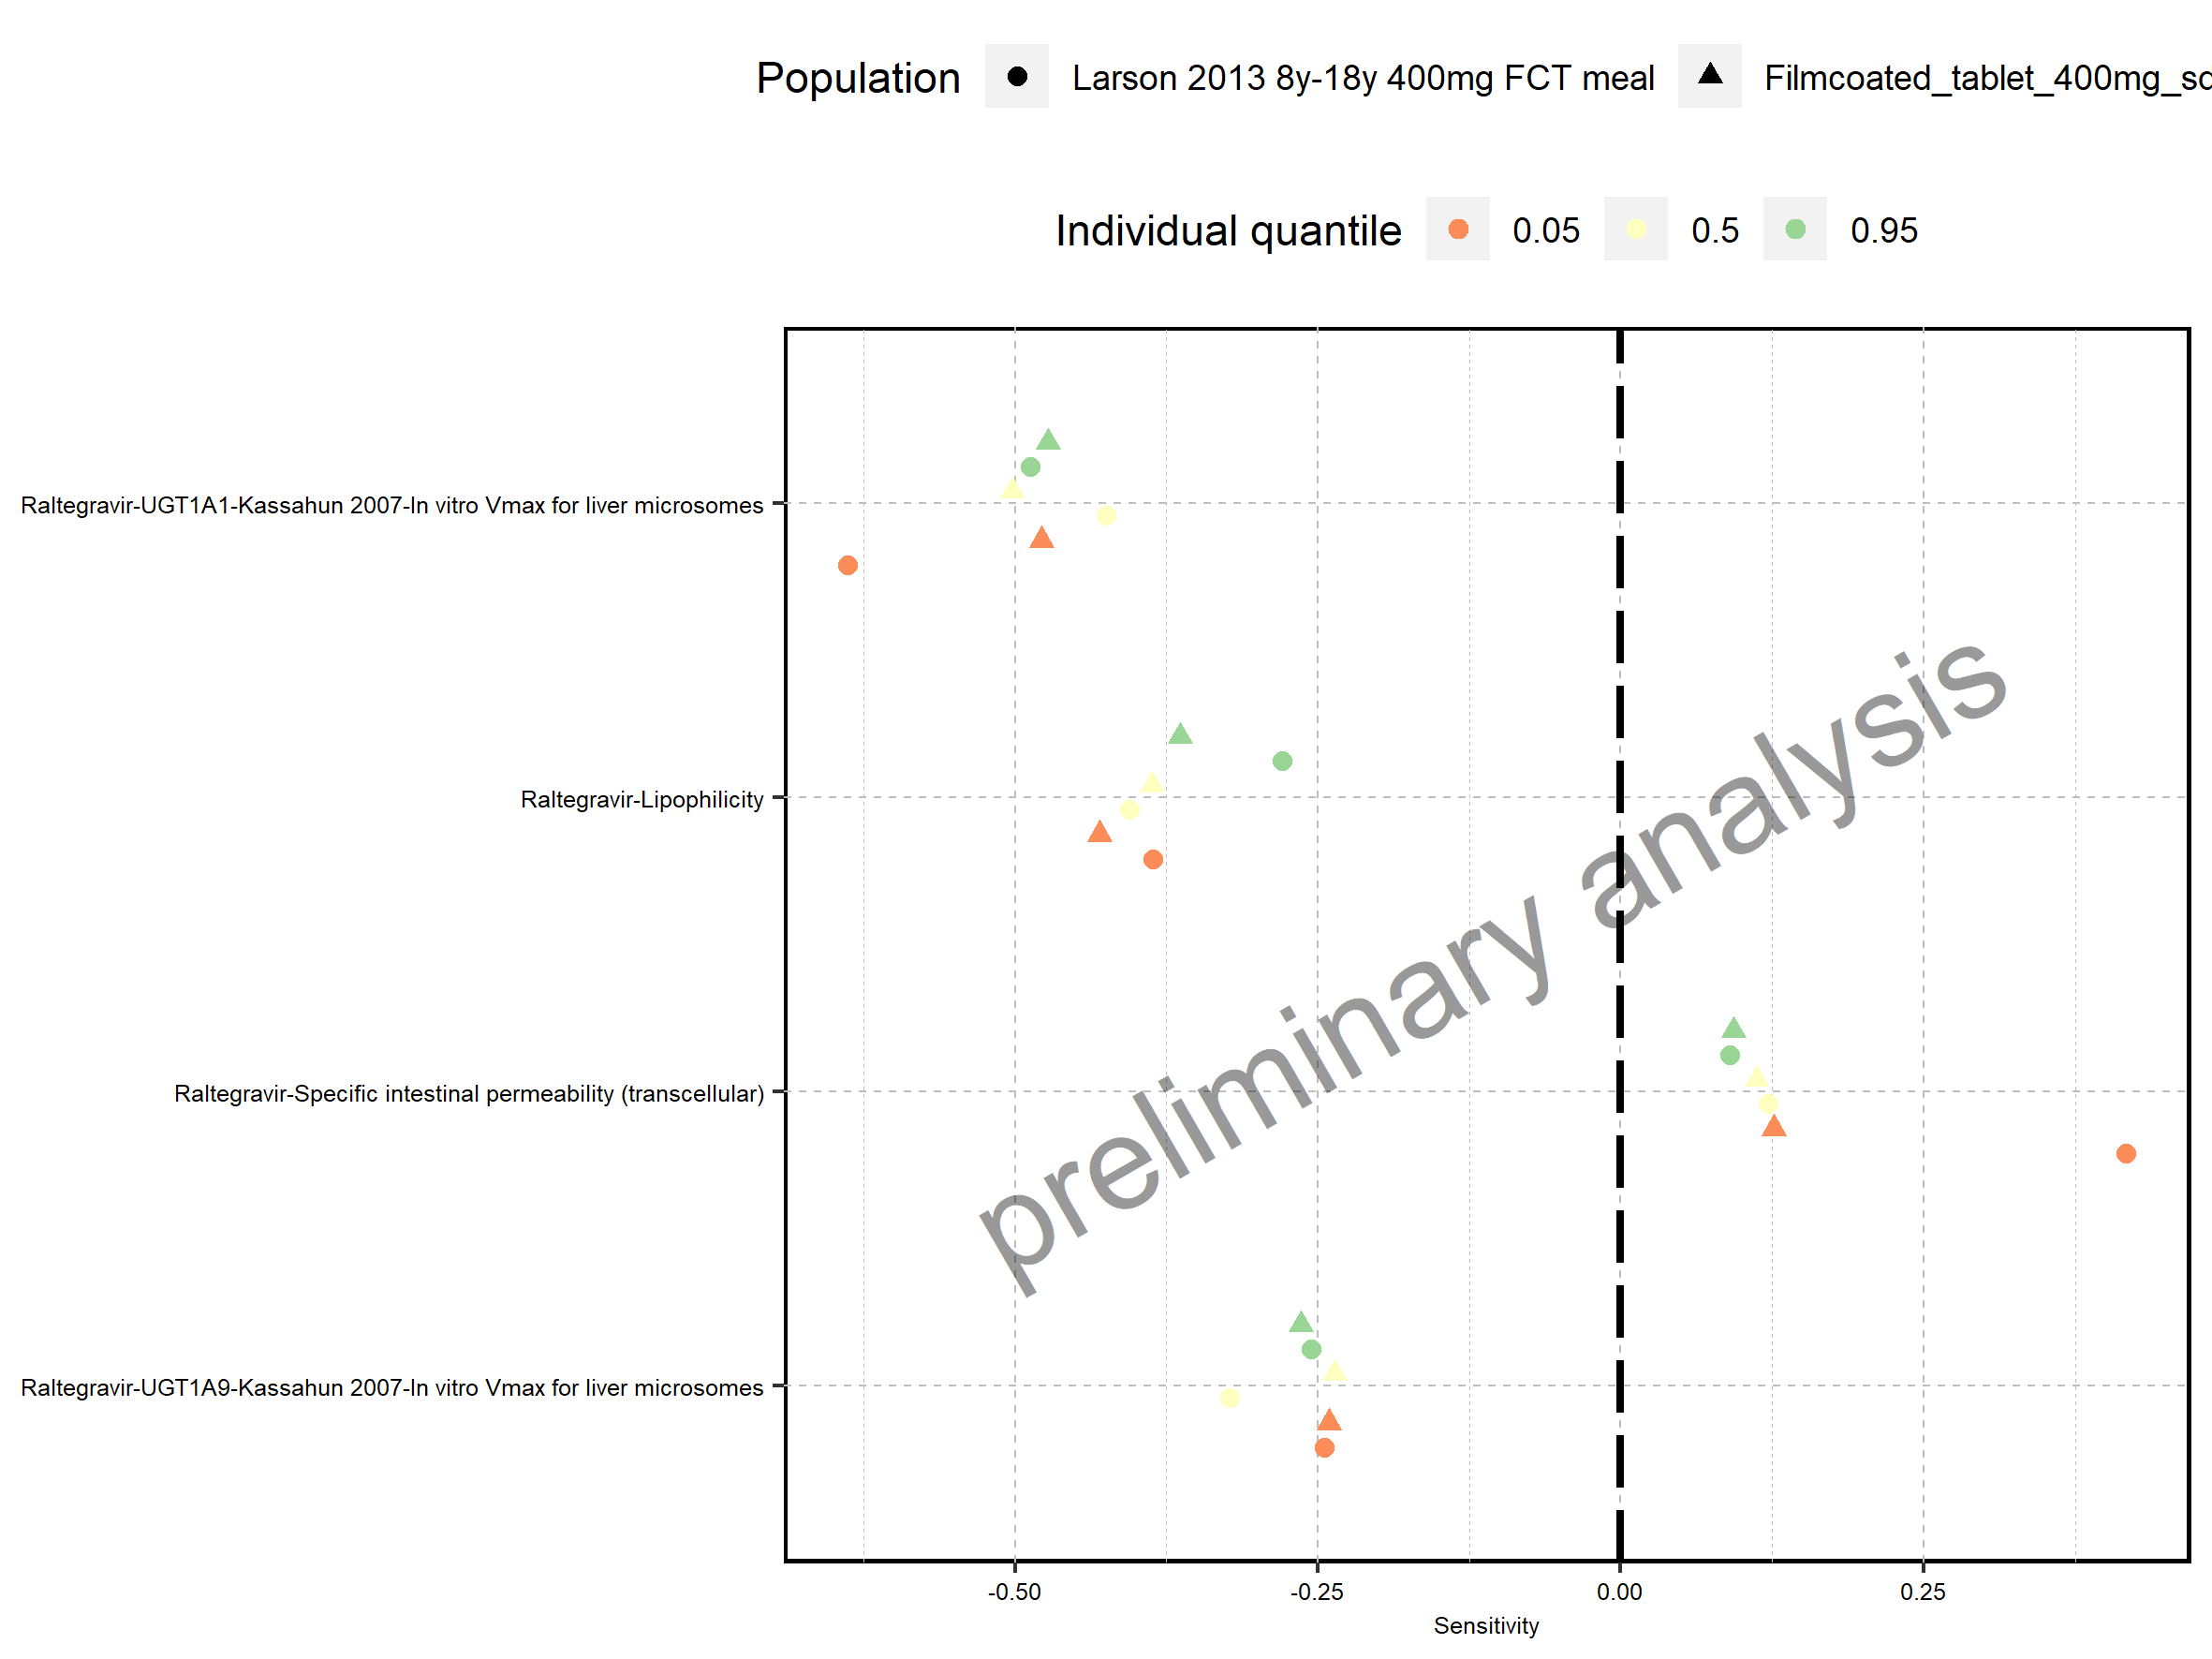 Population Larson 2013 8y-18y 400mg FCT meal Filmcoated_tablet_400mg_sd
Individual quantile 0.05 0.5 0.95
Raltegravir-UGT1A1-Kassahun 2007-In vitro Vmax for liver microsomes
Raltegravir-Lipophilicity
Raltegravir-Specific intestinal permeability (transcellular)
Raltegravir-UGT1A9-Kassahun 2007-In vitro Vmax for liver microsomes
preliminary analysis
-0.50 -0.25 0.00 0.25
Sensitivity